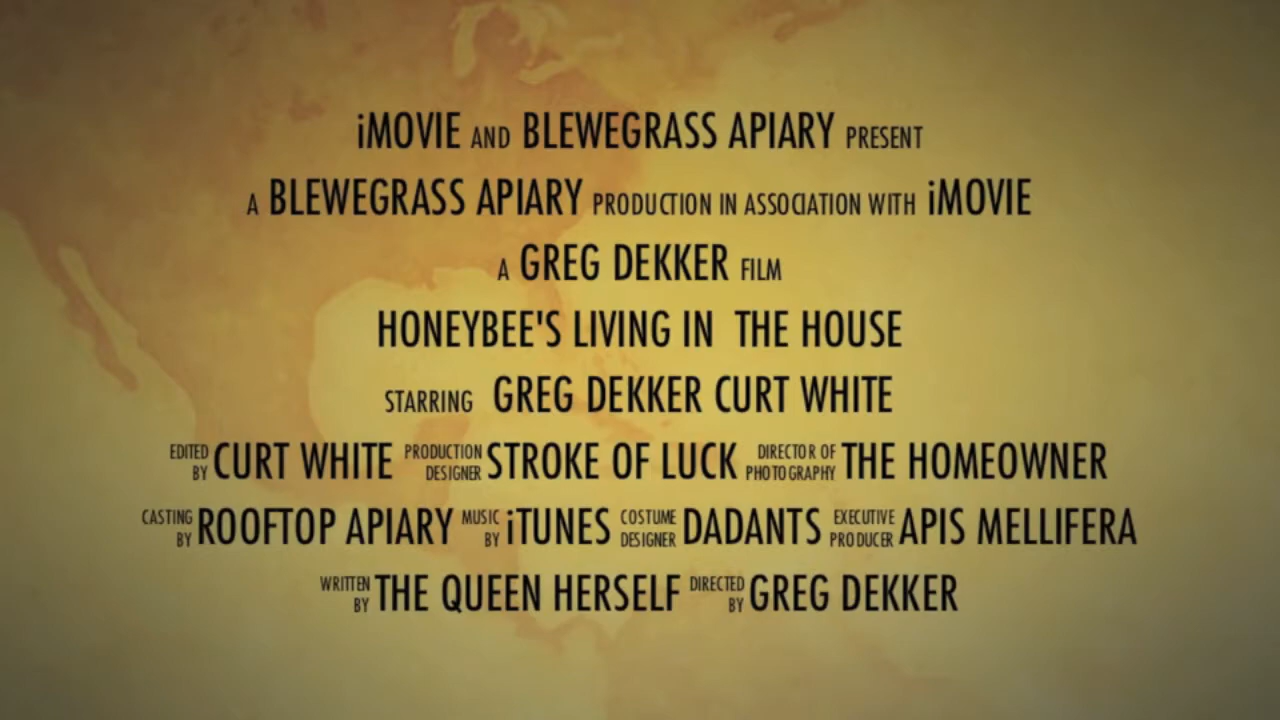 iMOVIE AND BLEWEGRASS APIARY PRESENT
A BLEWEGRASS APIARY PRODUCTION IN ASSOCIATION WITH iMOVIE
A GREG DEKKER FILM
HONEYBEE'S LIVING IN  THE HOUSE
STARRING  GREG DEKKER CURT WHITE
EDITED BY CURT WHITE PRODUCTION DESIGNER STROKE OF LUCK DIRECTOR OF PHOTOGRAPHY THE HOMEOWNER
CASTING BY ROOFTOP APIARY MUSIC BY iTUNES COSTUME DESIGNER DADANTS EXECUTIVE PRODUCER APIS MELLIFERA
WRITTEN BY THE QUEEN HERSELF DIRECTED BY GREG DEKKER